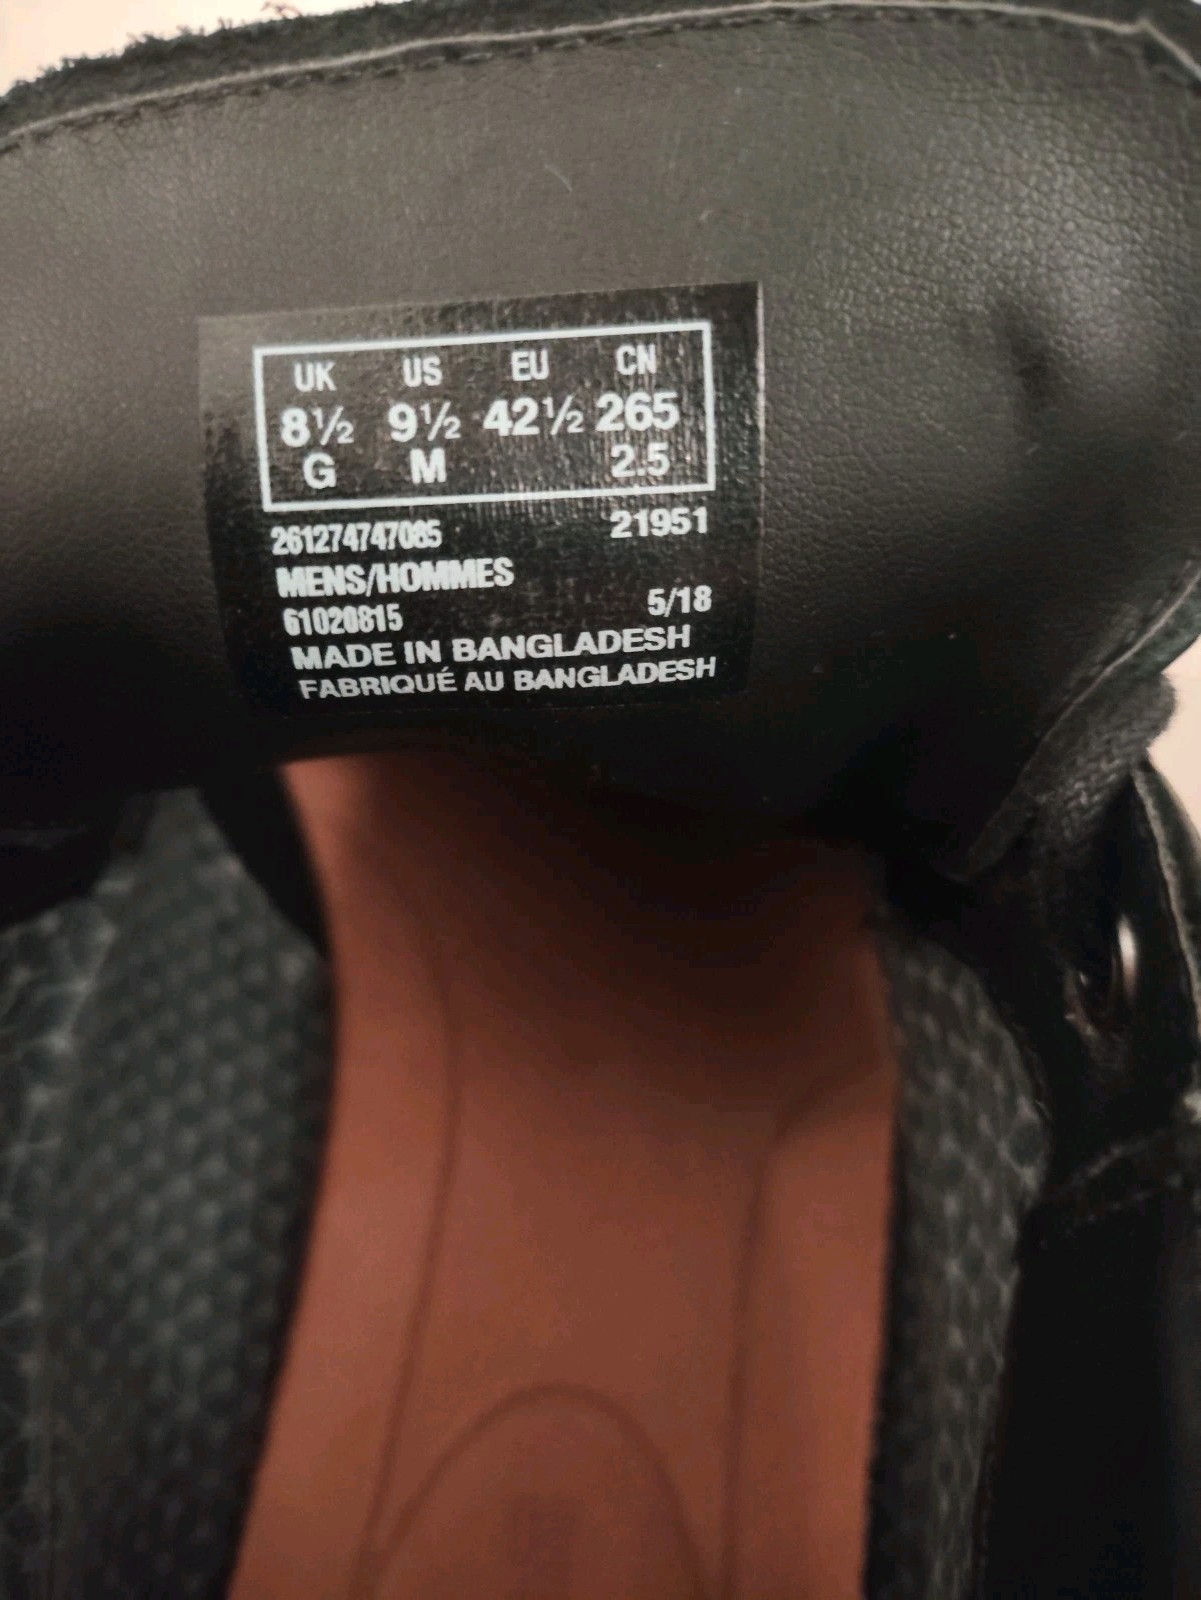 UK US EU CN
8½ 9½ 42½ 265
G M 2.5
261274747085 21951
MENS/HOMMES
61020815 5/18
MADE IN BANGLADESH
FABRIQUÉ AU BANGLADESH